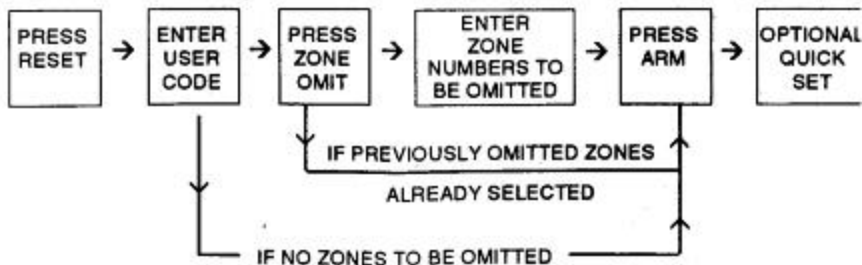 PRESS
RESET
ENTER
USER
CODE
PRESS
ZONE
OMIT
ENTER
ZONE
NUMBERS TO
BE OMITTED
PRESS
ARM
OPTIONAL
QUICK
SET
IF PREVIOUSLY OMITTED ZONES
ALREADY SELECTED
IF NO ZONES TO BE OMITTED